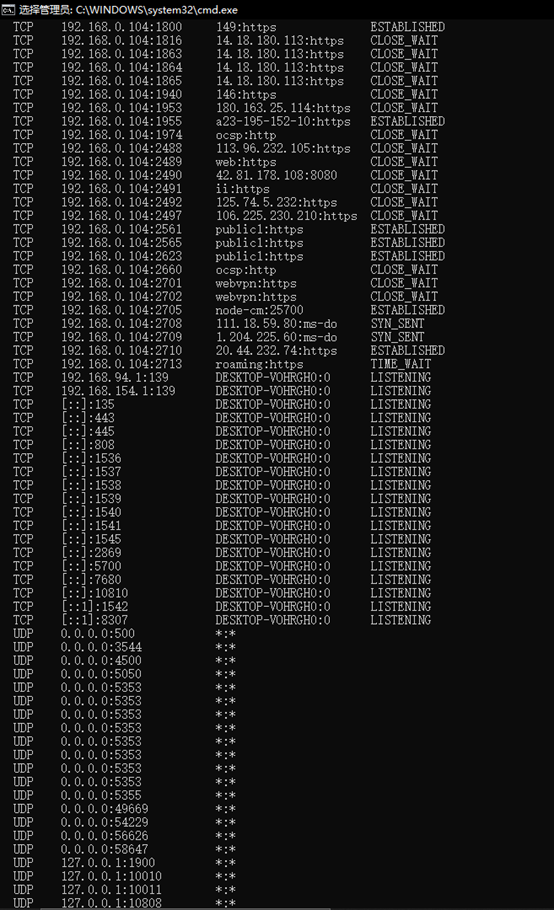 选择管理员: C:\WINDOWS\system32\cmd.exe
TCP 192.168.0.104:1800 149:https ESTABLISHED
TCP 192.168.0.104:1816 14.18.180.113:https CLOSE_WAIT
TCP 192.168.0.104:1863 14.18.180.113:https CLOSE_WAIT
TCP 192.168.0.104:1864 14.18.180.113:https CLOSE_WAIT
TCP 192.168.0.104:1865 14.18.180.113:https CLOSE_WAIT
TCP 192.168.0.104:1940 146:https CLOSE_WAIT
TCP 192.168.0.104:1953 180.163.25.114:https CLOSE_WAIT
TCP 192.168.0.104:1955 a23-195-152-10:https ESTABLISHED
TCP 192.168.0.104:1974 ocsp:http CLOSE_WAIT
TCP 192.168.0.104:2488 113.96.232.105:https CLOSE_WAIT
TCP 192.168.0.104:2489 web:https CLOSE_WAIT
TCP 192.168.0.104:2490 42.81.178.108:8080 CLOSE_WAIT
TCP 192.168.0.104:2491 ii:https CLOSE_WAIT
TCP 192.168.0.104:2492 125.74.5.232:https CLOSE_WAIT
TCP 192.168.0.104:2497 106.225.230.210:https CLOSE_WAIT
TCP 192.168.0.104:2561 public1:https ESTABLISHED
TCP 192.168.0.104:2565 public1:https ESTABLISHED
TCP 192.168.0.104:2623 public1:https ESTABLISHED
TCP 192.168.0.104:2660 ocsp:http CLOSE_WAIT
TCP 192.168.0.104:2701 webvpn:https CLOSE_WAIT
TCP 192.168.0.104:2702 webvpn:https CLOSE_WAIT
TCP 192.168.0.104:2705 node-cm:25700 ESTABLISHED
TCP 192.168.0.104:2708 111.18.59.80:ms-do SYN_SENT
TCP 192.168.0.104:2709 1.204.225.60:ms-do SYN_SENT
TCP 192.168.0.104:2710 20.44.232.74:https ESTABLISHED
TCP 192.168.0.104:2713 roaming:https TIME_WAIT
TCP 192.168.94.1:139 DESKTOP-VOHRGH0:0 LISTENING
TCP 192.168.154.1:139 DESKTOP-VOHRGH0:0 LISTENING
TCP [::]:135 DESKTOP-VOHRGH0:0 LISTENING
TCP [::]:443 DESKTOP-VOHRGH0:0 LISTENING
TCP [::]:445 DESKTOP-VOHRGH0:0 LISTENING
TCP [::]:808 DESKTOP-VOHRGH0:0 LISTENING
TCP [::]:1536 DESKTOP-VOHRGH0:0 LISTENING
TCP [::]:1537 DESKTOP-VOHRGH0:0 LISTENING
TCP [::]:1538 DESKTOP-VOHRGH0:0 LISTENING
TCP [::]:1539 DESKTOP-VOHRGH0:0 LISTENING
TCP [::]:1540 DESKTOP-VOHRGH0:0 LISTENING
TCP [::]:1541 DESKTOP-VOHRGH0:0 LISTENING
TCP [::]:1545 DESKTOP-VOHRGH0:0 LISTENING
TCP [::]:2869 DESKTOP-VOHRGH0:0 LISTENING
TCP [::]:5700 DESKTOP-VOHRGH0:0 LISTENING
TCP [::]:7680 DESKTOP-VOHRGH0:0 LISTENING
TCP [::]:10810 DESKTOP-VOHRGH0:0 LISTENING
TCP [::1]:1542 DESKTOP-VOHRGH0:0 LISTENING
TCP [::1]:8307 DESKTOP-VOHRGH0:0 LISTENING
UDP 0.0.0.0:500 *:*
UDP 0.0.0.0:3544 *:*
UDP 0.0.0.0:4500 *:*
UDP 0.0.0.0:5050 *:*
UDP 0.0.0.0:5353 *:*
UDP 0.0.0.0:5353 *:*
UDP 0.0.0.0:5353 *:*
UDP 0.0.0.0:5353 *:*
UDP 0.0.0.0:5353 *:*
UDP 0.0.0.0:5353 *:*
UDP 0.0.0.0:5353 *:*
UDP 0.0.0.0:5353 *:*
UDP 0.0.0.0:5355 *:*
UDP 0.0.0.0:49669 *:*
UDP 0.0.0.0:54229 *:*
UDP 0.0.0.0:56626 *:*
UDP 0.0.0.0:58647 *:*
UDP 127.0.0.1:1900 *:*
UDP 127.0.0.1:10010 *:*
UDP 127.0.0.1:10011 *:*
UDP 127.0.0.1:10808 *:*